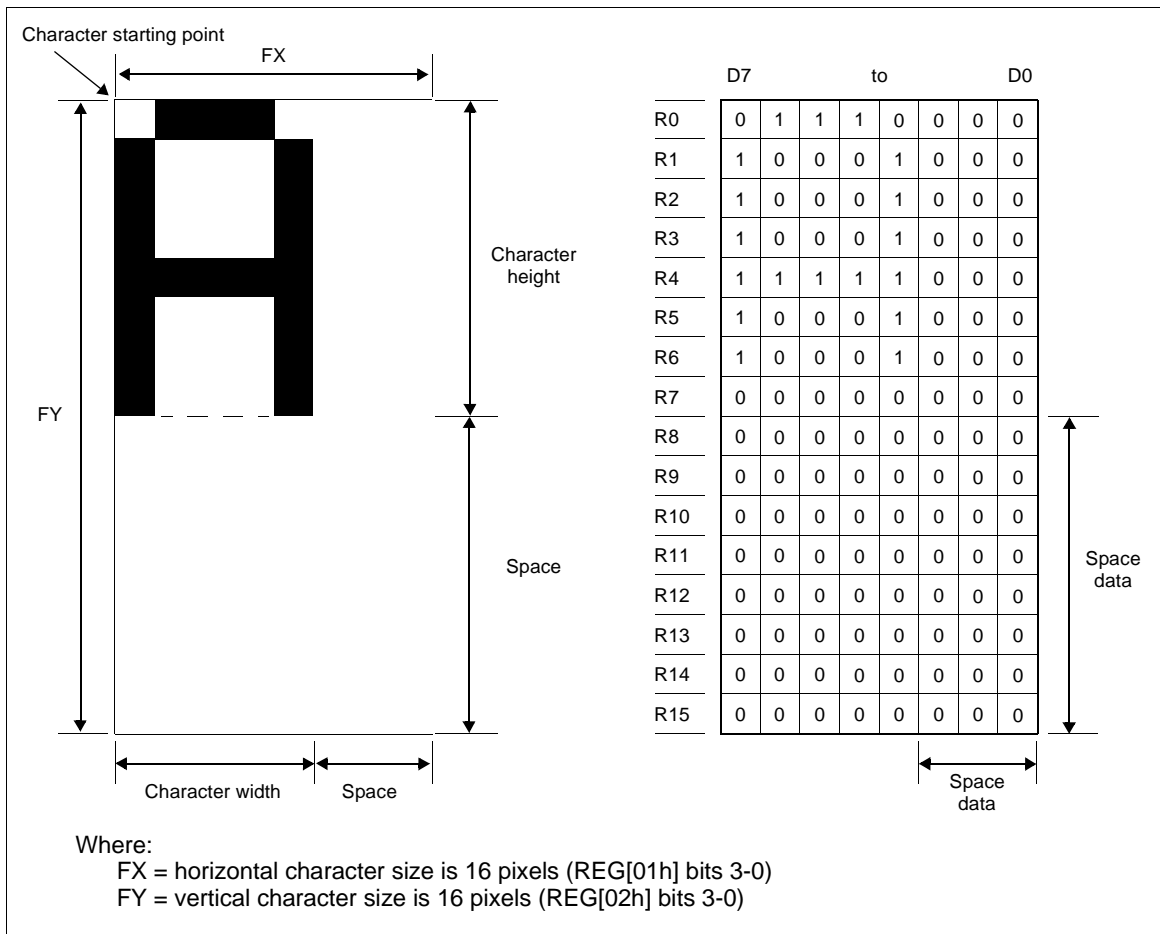 Character starting point
FX
D7 to D0
R0 0 1 1 1 0 0 0 0
R1 1 0 0 0 1 0 0 0
R2 1 0 0 0 1 0 0 0
R3 1 0 0 0 1 0 0 0
Character
height
R4 1 1 1 1 1 0 0 0
R5 1 0 0 0 1 0 0 0
R6 1 0 0 0 1 0 0 0
R7 0 0 0 0 0 0 0 0
FY
R8 0 0 0 0 0 0 0 0
R9 0 0 0 0 0 0 0 0
R10 0 0 0 0 0 0 0 0
R11 0 0 0 0 0 0 0 0
Space
Space
data
R12 0 0 0 0 0 0 0 0
R13 0 0 0 0 0 0 0 0
R14 0 0 0 0 0 0 0 0
R15 0 0 0 0 0 0 0 0
Character width Space
Space
data
Where:
FX = horizontal character size is 16 pixels (REG[01h] bits 3-0)
FY = vertical character size is 16 pixels (REG[02h] bits 3-0)